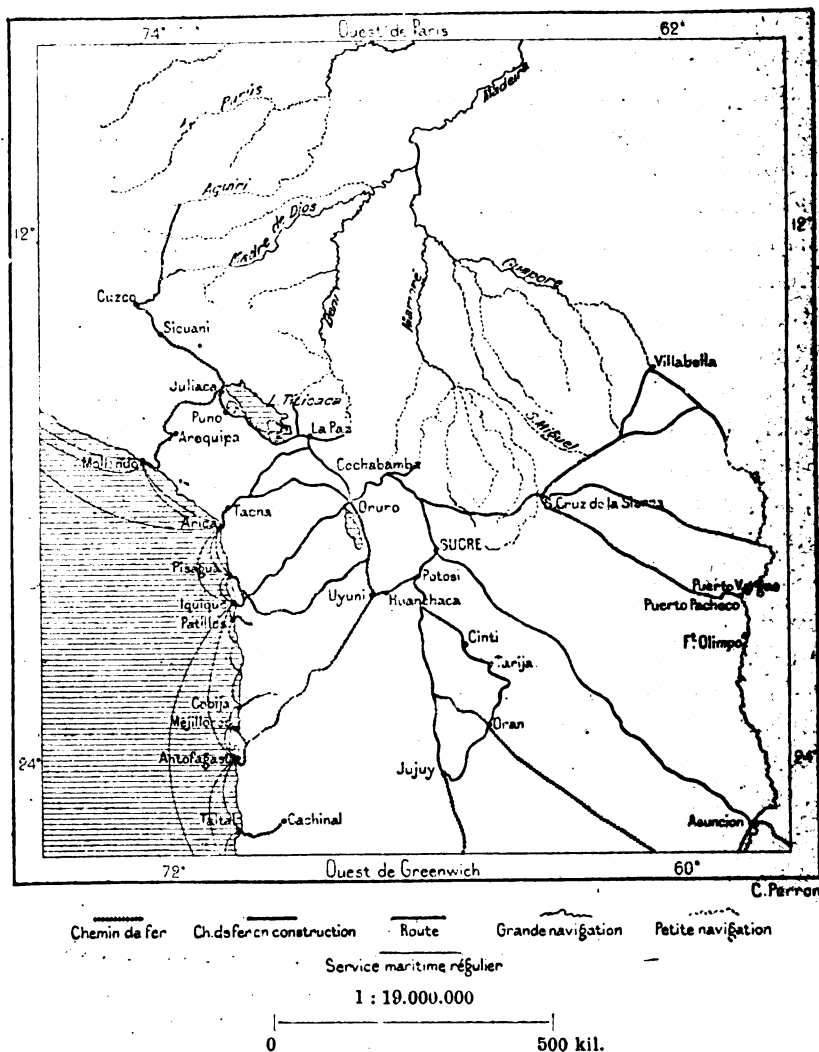 74°
Ouest de Paris
62°
Madeira
Purús
Aquiri
12°
12°
Madre de Dios
Guaporé
Cuzco
Beni
Mamoré
Sicuani
Villabella
Juliaca
L. Titicaca
Puno
Arequipa
La Paz
S. Miguel
Mollendo
Cochabamba
Tacna
Oruro
S. Cruz de la Sierra
Arica
SUCRE
Pisagua
Potosi
Puerto Vargas
Iquique
Uyuni
Huanchaca
Puerto Pacheco
Patillos
Cinti
Ft. Olimpo
Tarija
Cobija
Mejillones
Oran
Antofagasta
24°
Jujuy
24°
Taltal
Cachinal
Asuncion
72°
Ouest de Greenwich
60°
C. Perron
Chemin de fer
Ch. de fer en construction
Route
Grande navigation
Petite navigation
Service maritime régulier
1 : 19.000.000
0
500 kil.